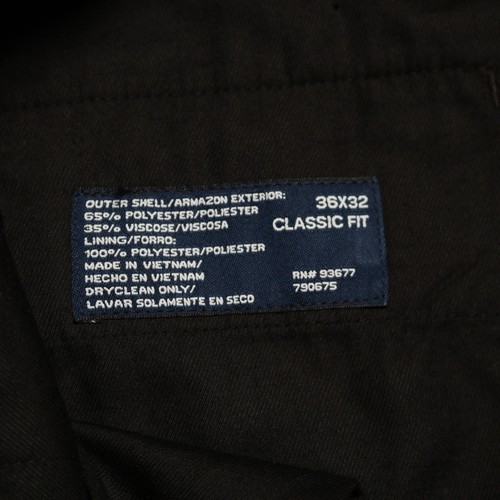 OUTER SHELL/ARMAZON EXTERIOR:
65% POLYESTER/POLIESTER
35% VISCOSE/VISCOSA
LINING/FORRO:
100% POLYESTER/POLIESTER
MADE IN VIETNAM/
HECHO EN VIETNAM
DRYCLEAN ONLY/
LAVAR SOLAMENTE EN SECO
36X32
CLASSIC FIT
RN# 93677
790675